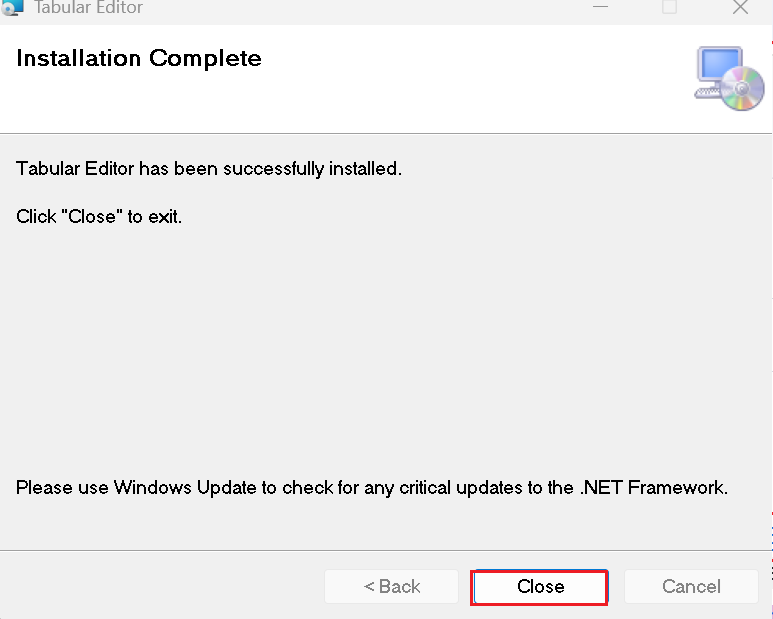 Tabular Editor
Installation Complete
Tabular Editor has been successfully installed.
Click "Close" to exit.
Please use Windows Update to check for any critical updates to the .NET Framework.
< Back
Close
Cancel